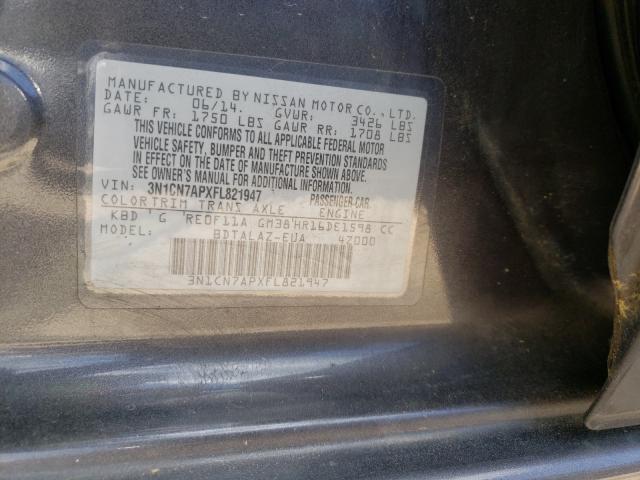 MANUFACTURED BY NISSAN MOTOR CO., LTD.
DATE: 06/14. GVWR: 3426 LBS
GAWR FR: 1750 LBS GAWR RR: 1708 LBS
THIS VEHICLE CONFORMS TO ALL APPLICABLE FEDERAL MOTOR
VEHICLE SAFETY, BUMPER AND THEFT PREVENTION STANDARDS
IN EFFECT ON THE DATE OF MANUFACTURE SHOWN ABOVE.
SEE OWNER'S MANUAL FOR ADDITIONAL INFORMATION.
VIN: 3N1CN7APXFL821947 PASSENGER-CAR.
COLOR TRIM TRANS AXLE ENGINE
KBD G RE0F11A GM38 HR16DE1598 CC
MODEL: BDTALAZ-EUA 47000
3N1CN7APXFL821947